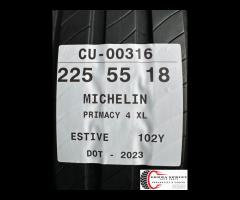 CU-00316
225 55 18
MICHELIN
PRIMACY 4 XL
ESTIVE 102Y
DOT - 2023